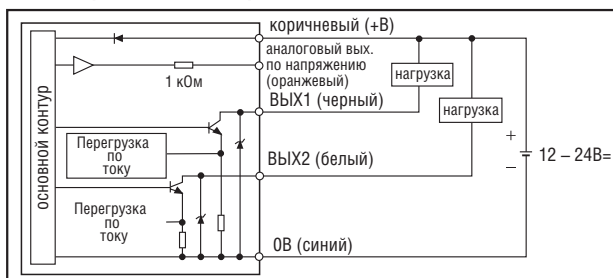 коричневый (+В)
аналоговый вых.
по напряжению
(оранжевый)
1 кОм
нагрузка
нагрузка
ВЫХ1 (черный)
основной контур
Перегрузка
по
току
ВЫХ2 (белый)
+
12 – 24В=
–
Перегрузка
по
току
0В (синий)